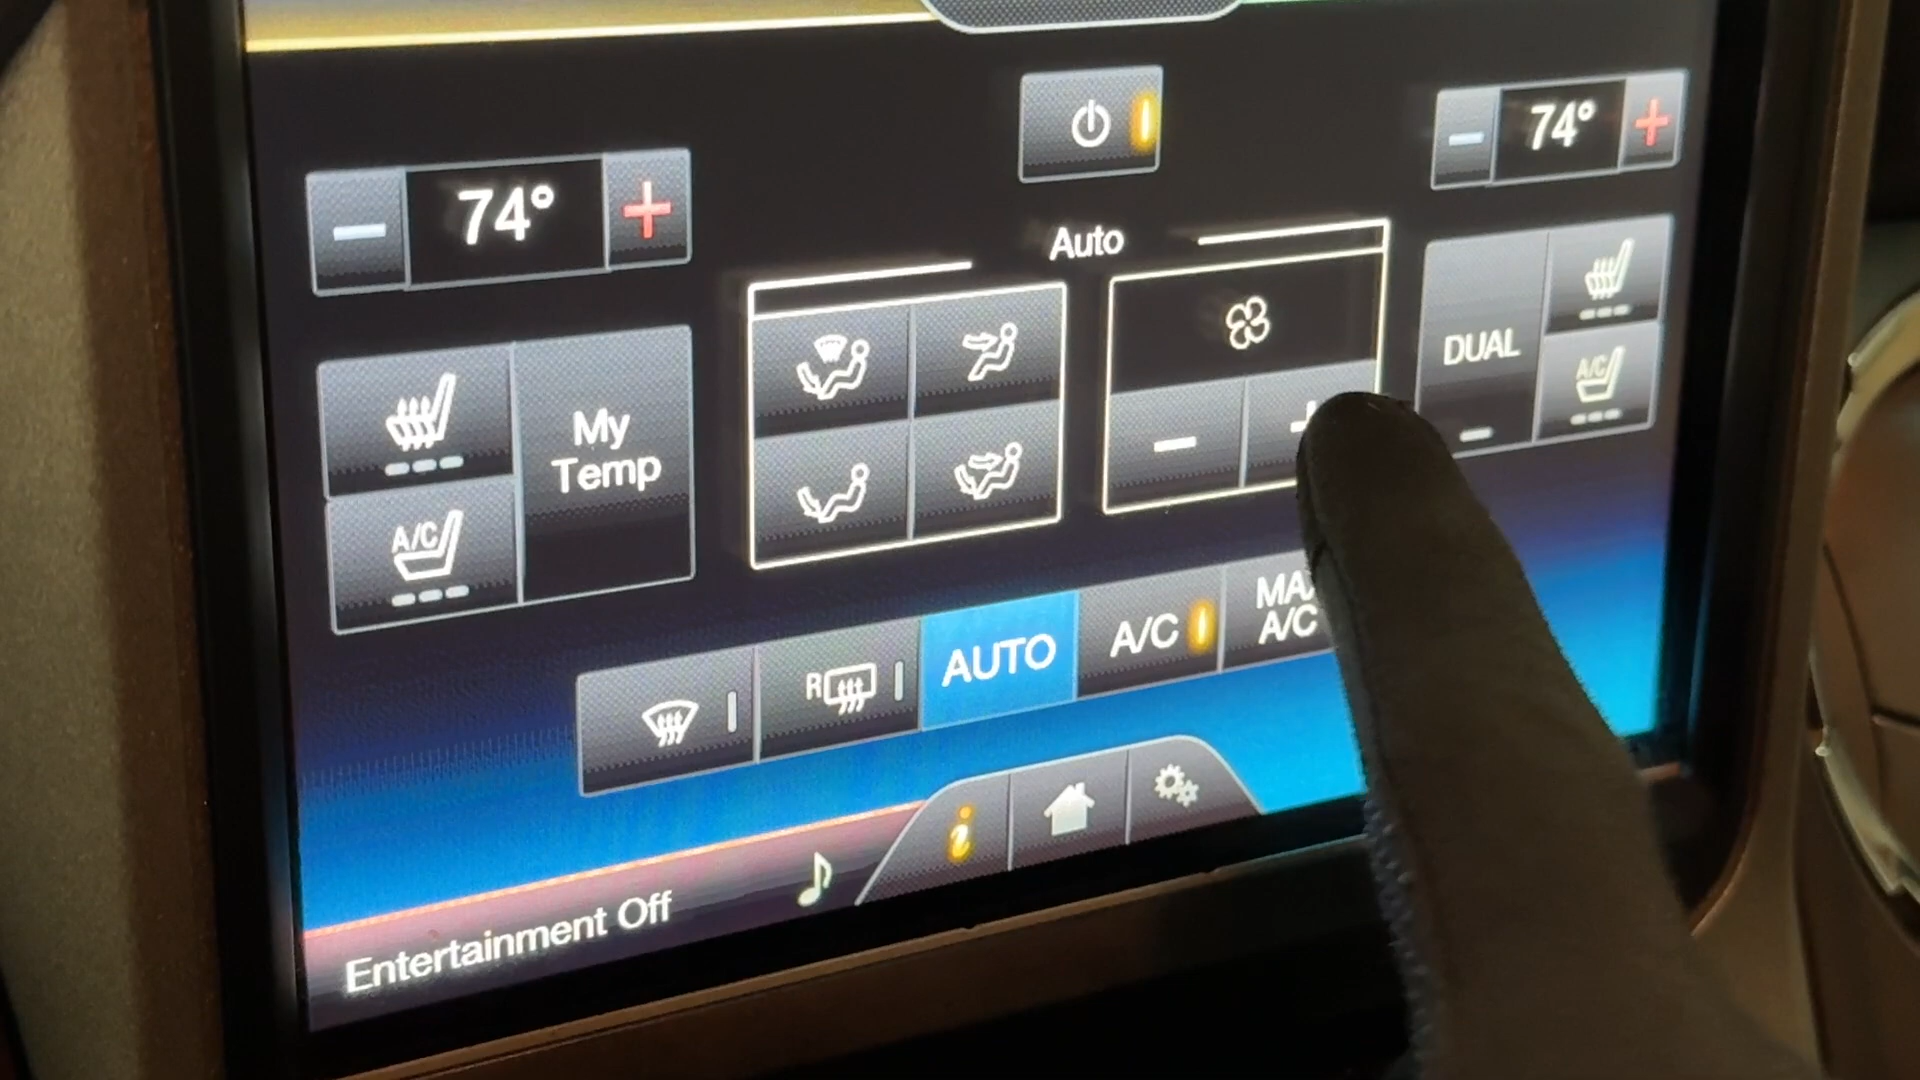 74°
74°
Auto
My
Temp
DUAL
A/C
A/C
R
AUTO
A/C
A/C
Entertainment Off